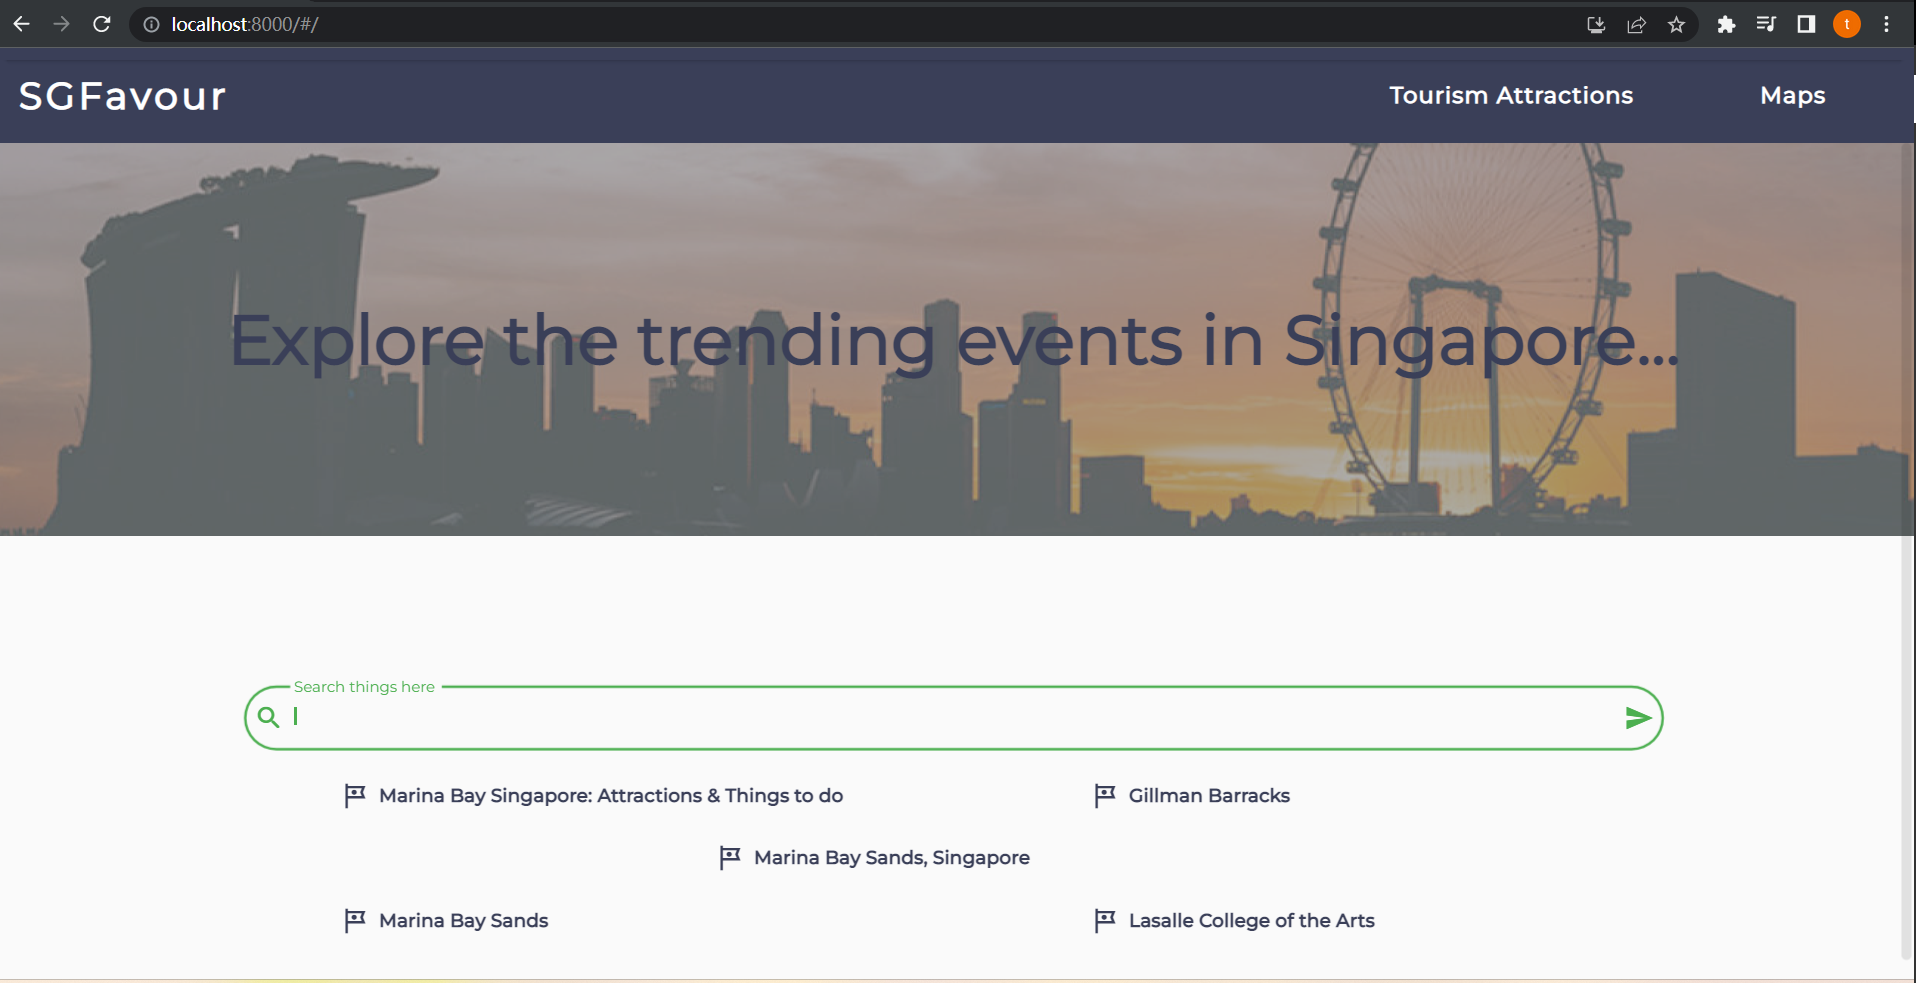 localhost:8000/#/
t
SGFavour
Tourism Attractions
Maps
Explore the trending events in Singapore...
Search things here
Marina Bay Singapore: Attractions & Things to do
Gillman Barracks
Marina Bay Sands, Singapore
Marina Bay Sands
Lasalle College of the Arts